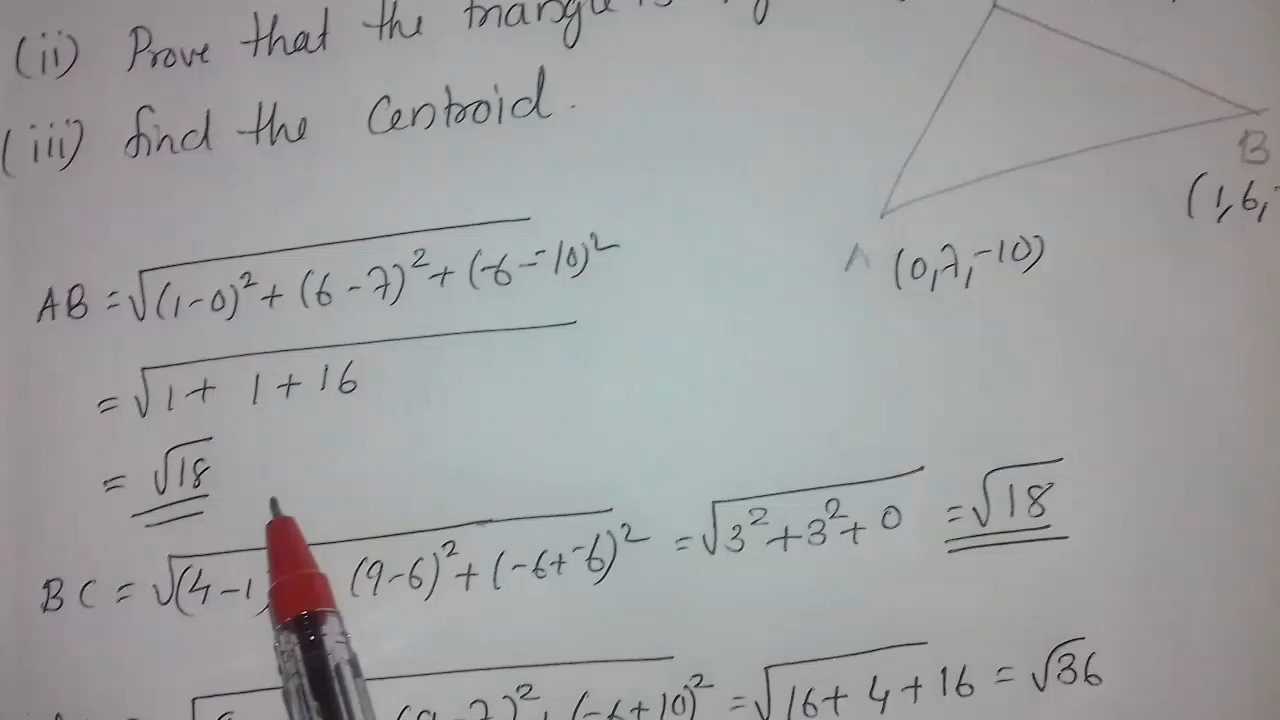 (ii) Prove that the triangle is
(iii) find the Centroid.
B
(1,6,
A (0,7,-10)
AB = √(1-0)² + (6-7)² + (-6--10)²
= √1 + 1 + 16
= √18
BC = √(4-1) (9-6)² + (-6+-6)² = √3² + 3² + 0 = √18
-7)² (-6+10)² = √16 + 4 + 16 = √36